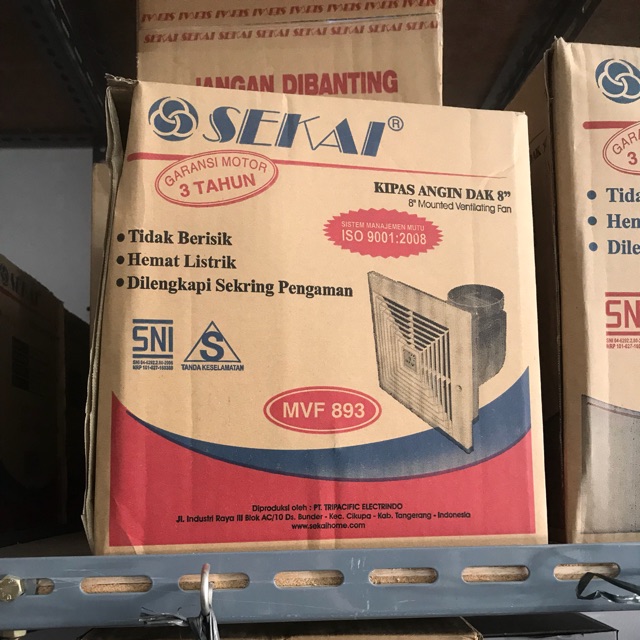 SEKAI SEKAI SEKAI SEKAI SEKAI SEKAI
JANGAN DIBANTING
SEKAI®
GARANSI MOTOR
3 TAHUN
KIPAS ANGIN DAK 8"
8" Mounted Ventilating Fan
SISTEM MANAJEMEN MUTU
ISO 9001:2008
• Tidak Berisik
• Hemat Listrik
• Dilengkapi Sekring Pengaman
SNI
S
TANDA KESELAMATAN
MVF 893
Diproduksi oleh : PT. TRIPACIFIC ELECTRINDO
Jl. Industri Raya III Blok AC/10 Ds. Bunder - Kec. Cikupa - Kab. Tangerang - Indonesia
www.sekaihome.com
3
• Tida
• Hem
• Dile
SNI